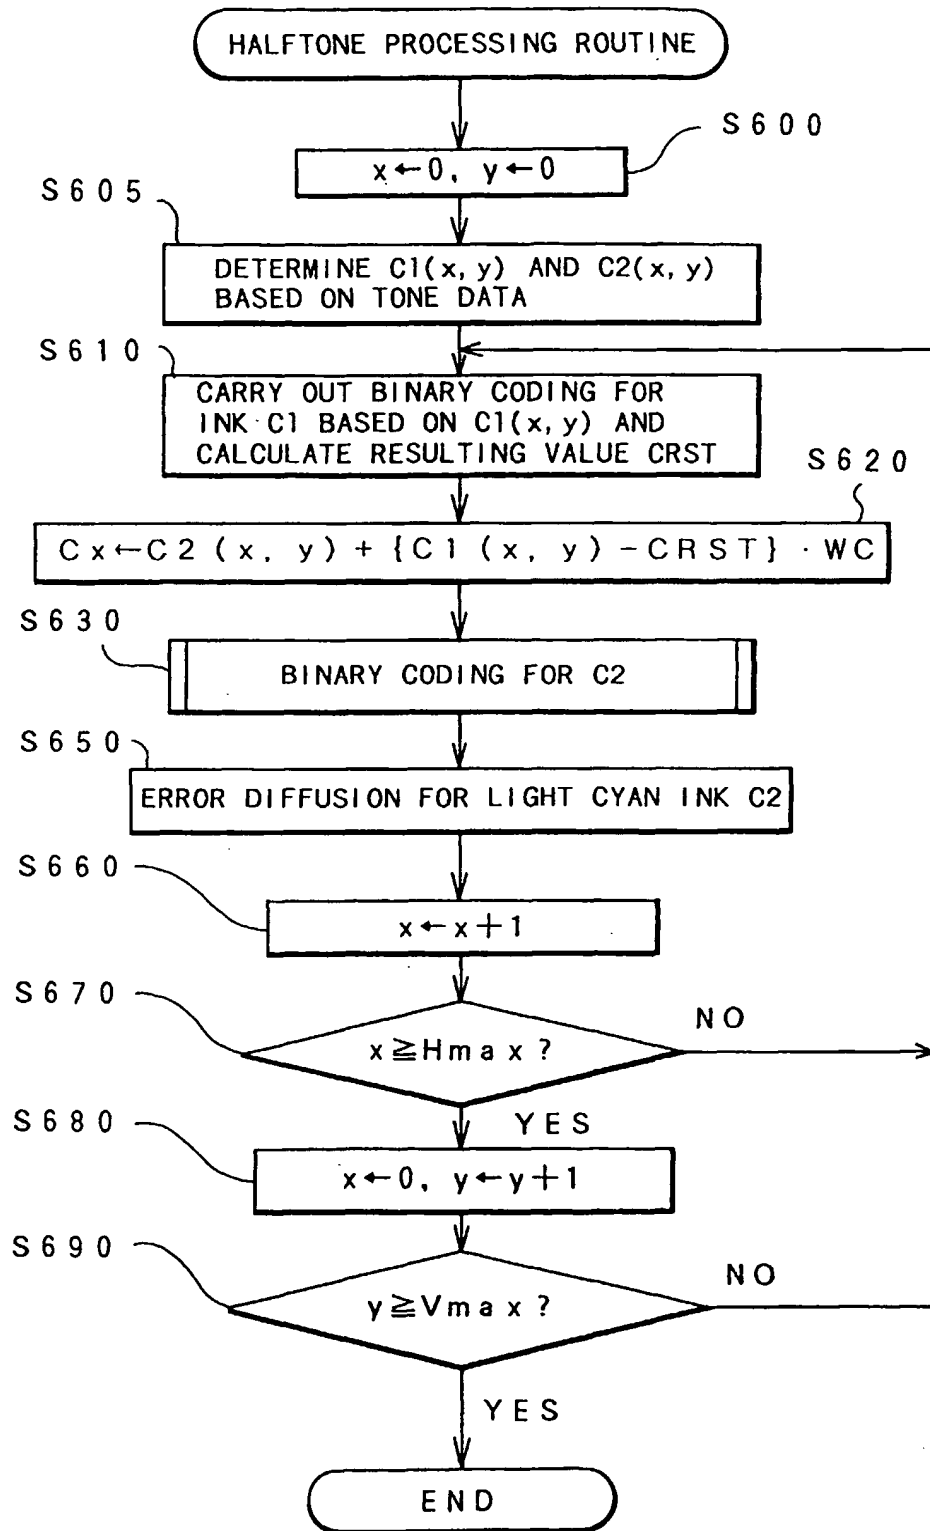 HALFTONE PROCESSING ROUTINE
S600
x←0, y←0
S605
DETERMINE C1(x, y) AND C2(x, y)
BASED ON TONE DATA
S610
CARRY OUT BINARY CODING FOR
INK C1 BASED ON C1(x, y) AND
CALCULATE RESULTING VALUE CRST
S620
Cx←C2(x, y)+{C1(x, y)-CRST}·WC
S630
BINARY CODING FOR C2
S650
ERROR DIFFUSION FOR LIGHT CYAN INK C2
S660
x←x+1
S670
x≧Hmax?
NO
YES
S680
x←0, y←y+1
S690
y≧Vmax?
NO
YES
END